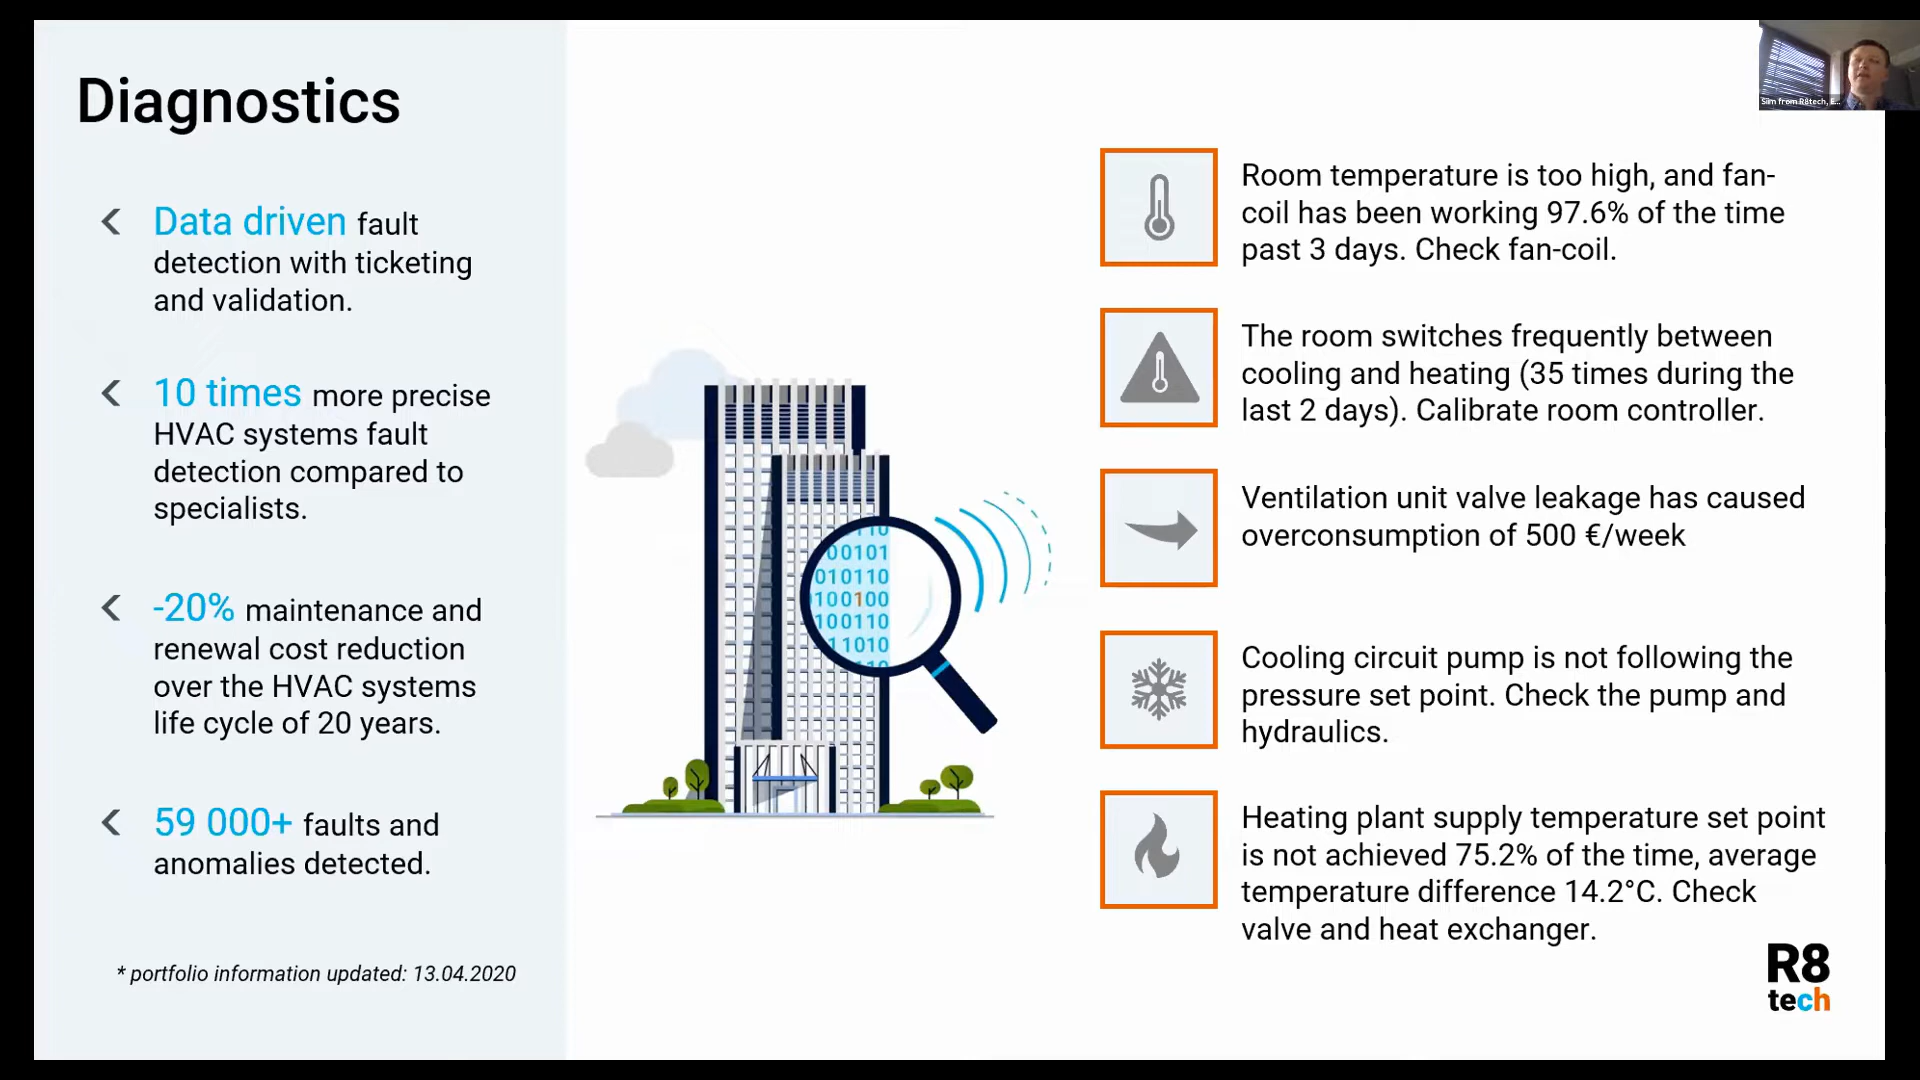 Diagnostics
Data driven fault
detection with ticketing
and validation.
10 times more precise
HVAC systems fault
detection compared to
specialists.
-20% maintenance and
renewal cost reduction
over the HVAC systems
life cycle of 20 years.
59 000+ faults and
anomalies detected.
* portfolio information updated: 13.04.2020
110
00101
010110
100100
100110
11010
110
Room temperature is too high, and fan-
coil has been working 97.6% of the time
past 3 days. Check fan-coil.
The room switches frequently between
cooling and heating (35 times during the
last 2 days). Calibrate room controller.
Ventilation unit valve leakage has caused
overconsumption of 500 €/week
Cooling circuit pump is not following the
pressure set point. Check the pump and
hydraulics.
Heating plant supply temperature set point
is not achieved 75.2% of the time, average
temperature difference 14.2°C. Check
valve and heat exchanger.
R8
tech
Siim from R8tech, E...